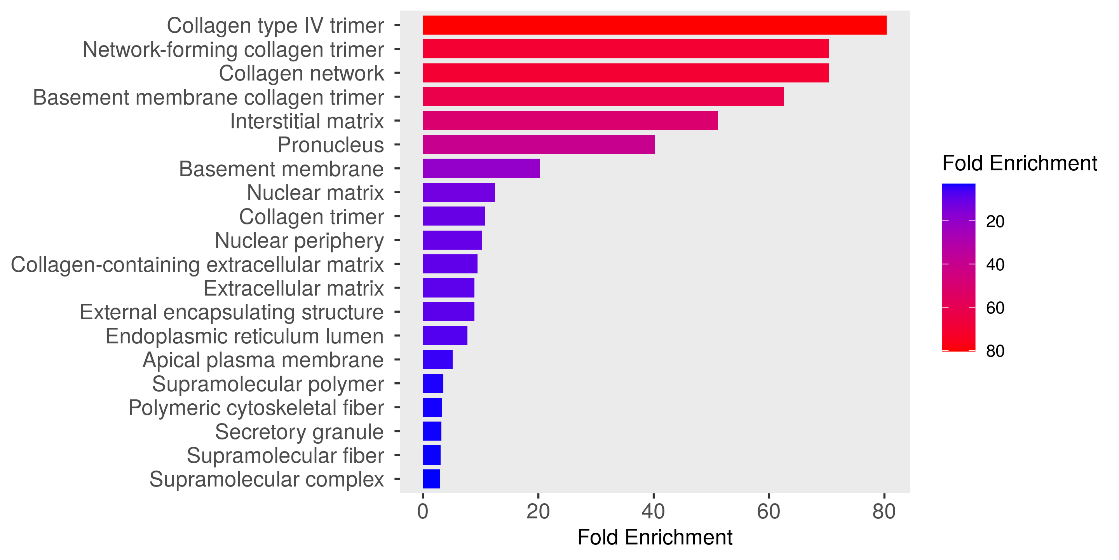 Collagen type IV trimer
Network-forming collagen trimer
Collagen network
Basement membrane collagen trimer
Interstitial matrix
Pronucleus
Basement membrane
Nuclear matrix
Collagen trimer
Nuclear periphery
Collagen-containing extracellular matrix
Extracellular matrix
External encapsulating structure
Endoplasmic reticulum lumen
Apical plasma membrane
Supramolecular polymer
Polymeric cytoskeletal fiber
Secretory granule
Supramolecular fiber
Supramolecular complex
0 20 40 60 80
Fold Enrichment
Fold Enrichment
20
40
60
80